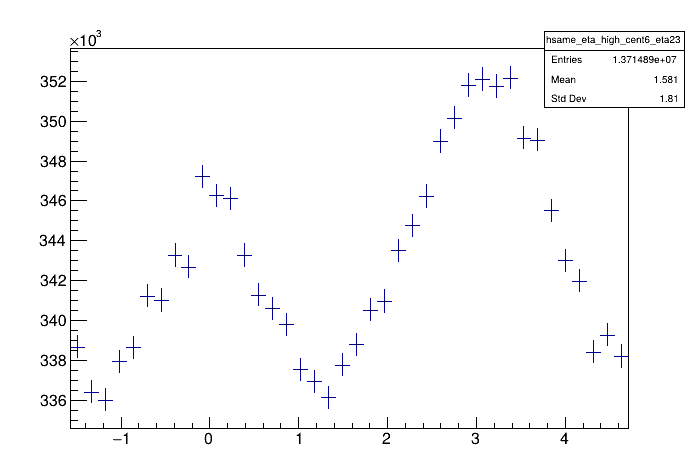 ×10³
hsame_eta_high_cent6_eta23
Entries 1.371489e+07
Mean 1.581
Std Dev 1.81
352
350
348
346
344
342
340
338
336
−1 0 1 2 3 4